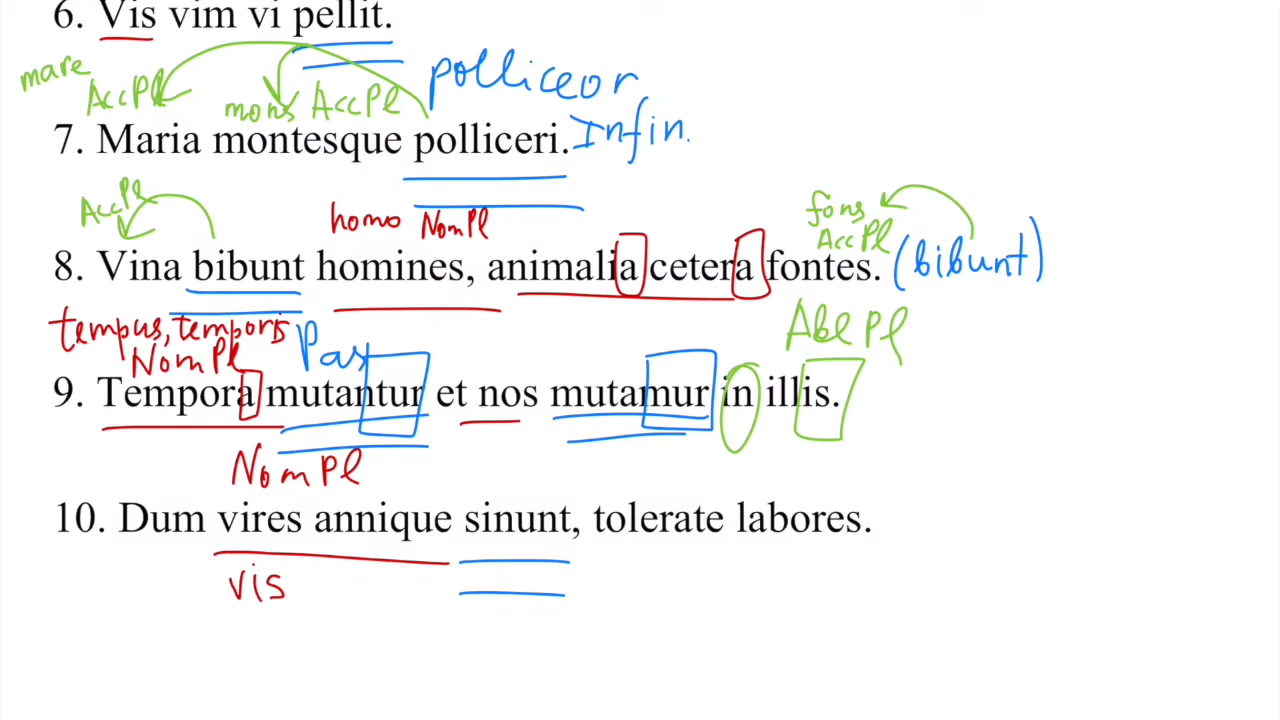 6. Vis vim vi pellit.
mare AccPl mons AccPl polliceor
7. Maria montesque polliceri. Infin.
AccPl homo NomPl fons AccPl
8. Vina bibunt homines, animalia cetera fontes. (bibunt)
tempus, temporis NomPl Pax AblPl
9. Tempora mutantur et nos mutamur in illis.
NomPl
10. Dum vires annique sinunt, tolerate labores.
vis